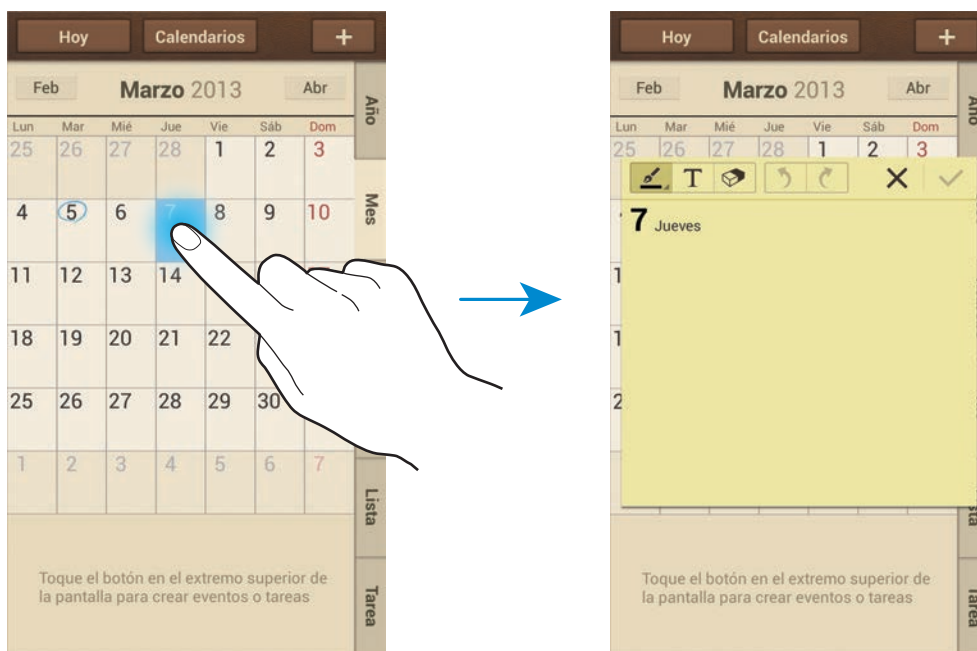 Hoy Calendarios +
Feb Marzo 2013 Abr
Lun Mar Mié Jue Vie Sáb Dom
25 26 27 28 1 2 3
4 5 6 7 8 9 10
11 12 13 14
18 19 20 21 22
25 26 27 28 29 30
1 2 3 4 5 6 7
Año
Mes
Lista
Tarea
Toque el botón en el extremo superior de
la pantalla para crear eventos o tareas
Hoy Calendarios +
Feb Marzo 2013 Abr
Lun Mar Mié Jue Vie Sáb Dom
25 26 27 28 1 2 3
T
7 Jueves
Año
Tarea
Toque el botón en el extremo superior de
la pantalla para crear eventos o tareas